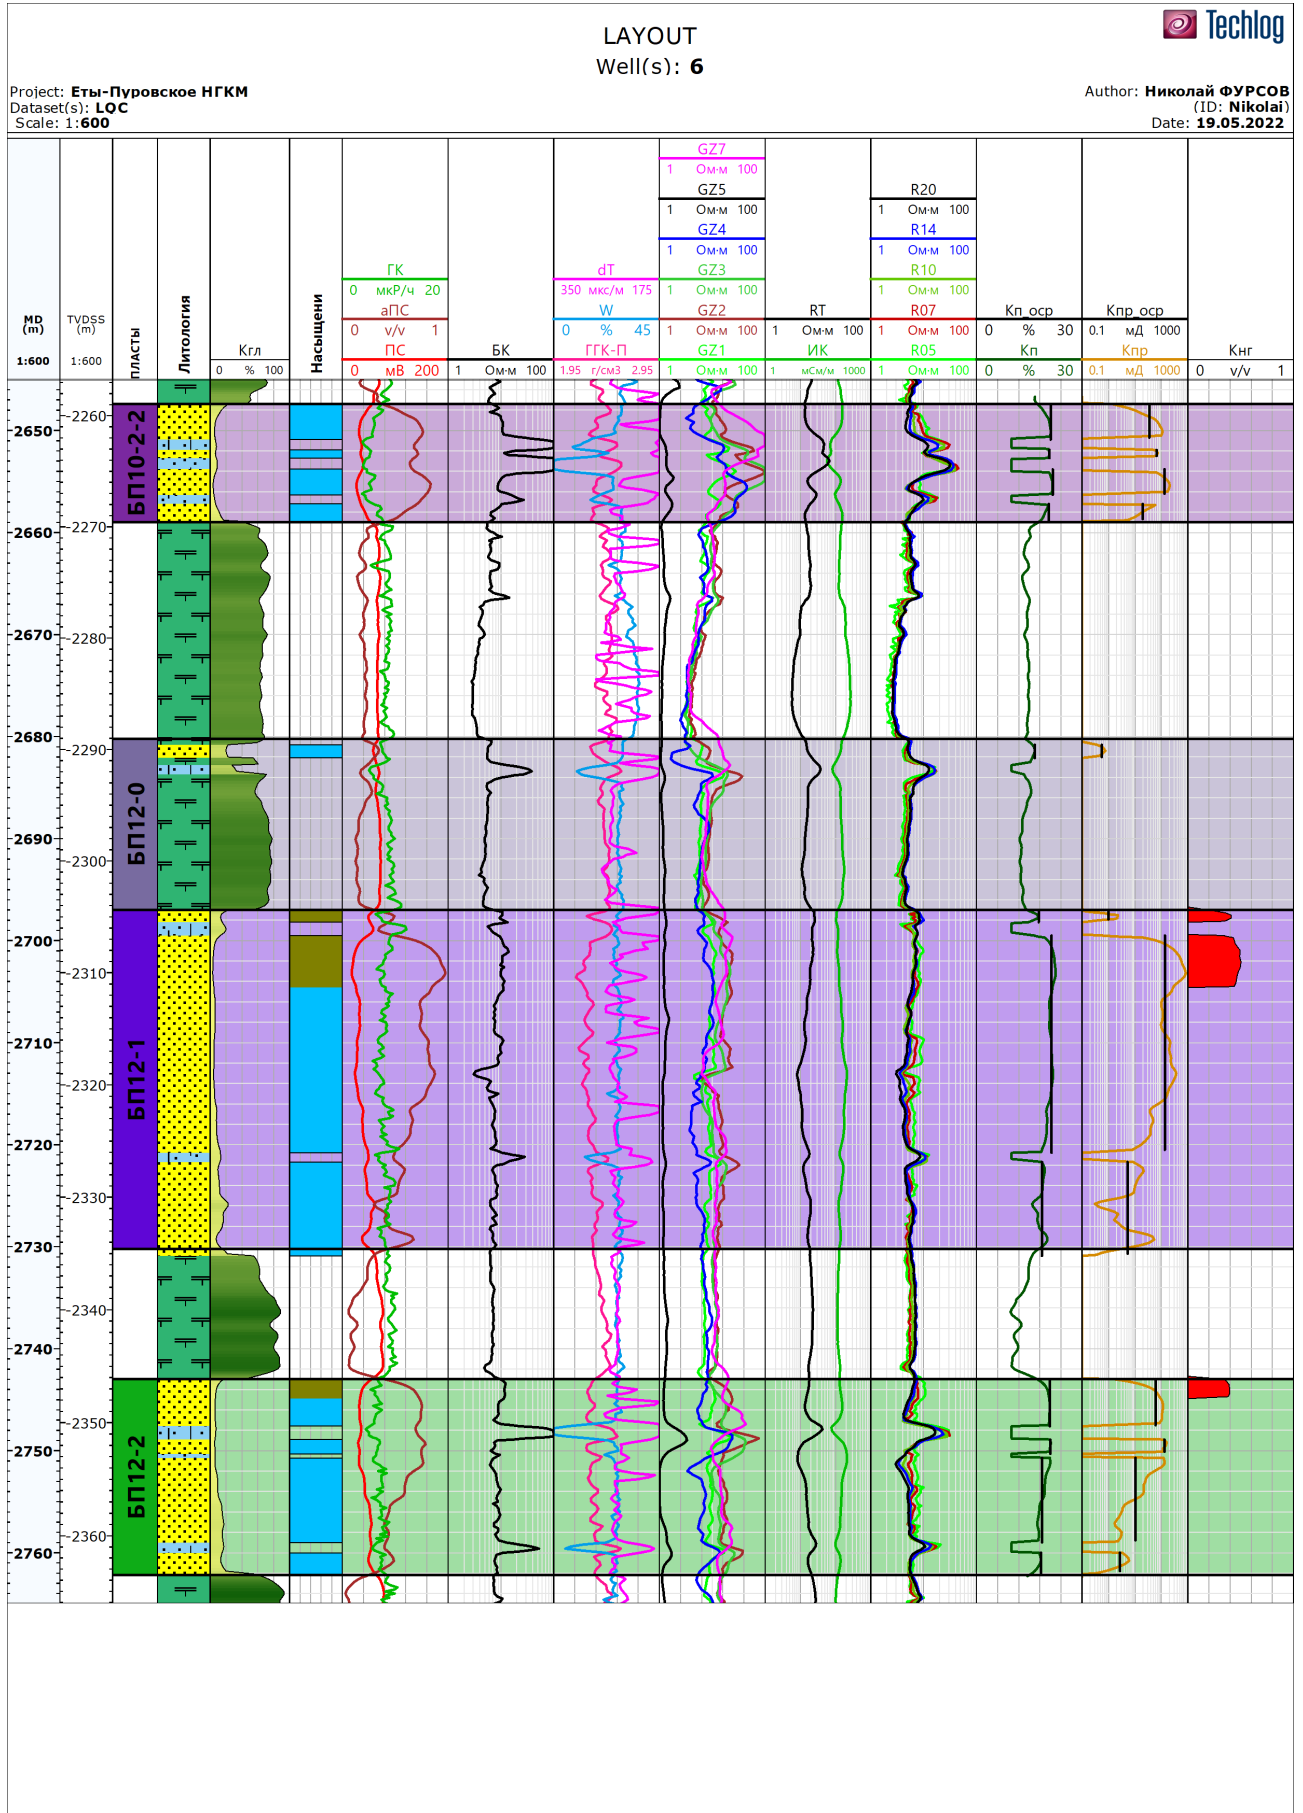 Techlog
LAYOUT
Well(s): 6
Project: Еты-Пуровское НГКМ
Dataset(s): LQC
Scale: 1:600
Author: Николай ФУРСОВ
(ID: Nikolai)
Date: 19.05.2022
MD
(m)
1:600
TVDSS
(m)
1:600
пласты
Литология
Кгл
0 % 100
Насыщени
ГК
0 мкР/ч 20
аПС
0 v/v 1
ПС
0 мВ 200
БК
1 Ом·м 100
dT
350 мкс/м 175
W
0 % 45
ГГК-П
1.95 г/см3 2.95
GZ7
1 Ом·м 100
GZ5
1 Ом·м 100
GZ4
1 Ом·м 100
GZ3
1 Ом·м 100
GZ2
1 Ом·м 100
GZ1
1 Ом·м 100
RT
1 Ом·м 100
ИК
1 мСм/м 1000
R20
1 Ом·м 100
R14
1 Ом·м 100
R10
1 Ом·м 100
R07
1 Ом·м 100
R05
1 Ом·м 100
Кп_оср
0 % 30
Кп
0 % 30
Кпр_оср
0.1 мД 1000
Кпр
0.1 мД 1000
Кнг
0 v/v 1
2650
2660
2670
2680
2690
2700
2710
2720
2730
2740
2750
2760
-2260
-2270
-2280
-2290
-2300
-2310
-2320
-2330
-2340
-2350
-2360
БП10-2-2
БП12-0
БП12-1
БП12-2